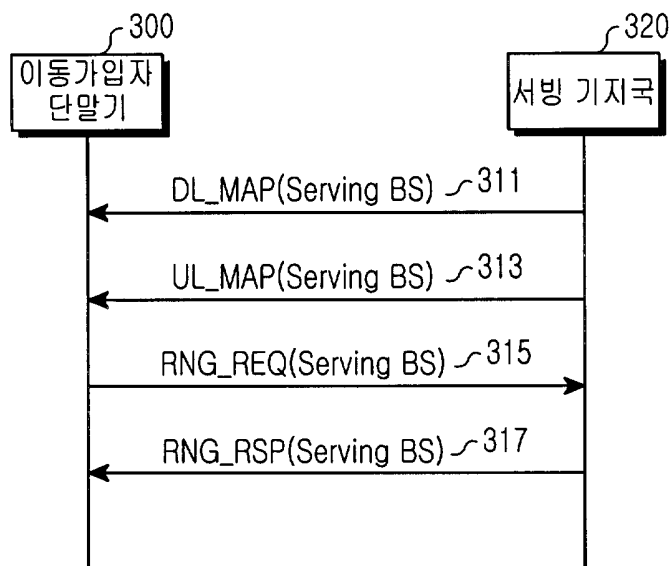 300
320
이동가입자
단말기
서빙 기지국
DL_MAP(Serving BS) 311
UL_MAP(Serving BS) 313
RNG_REQ(Serving BS) 315
RNG_RSP(Serving BS) 317